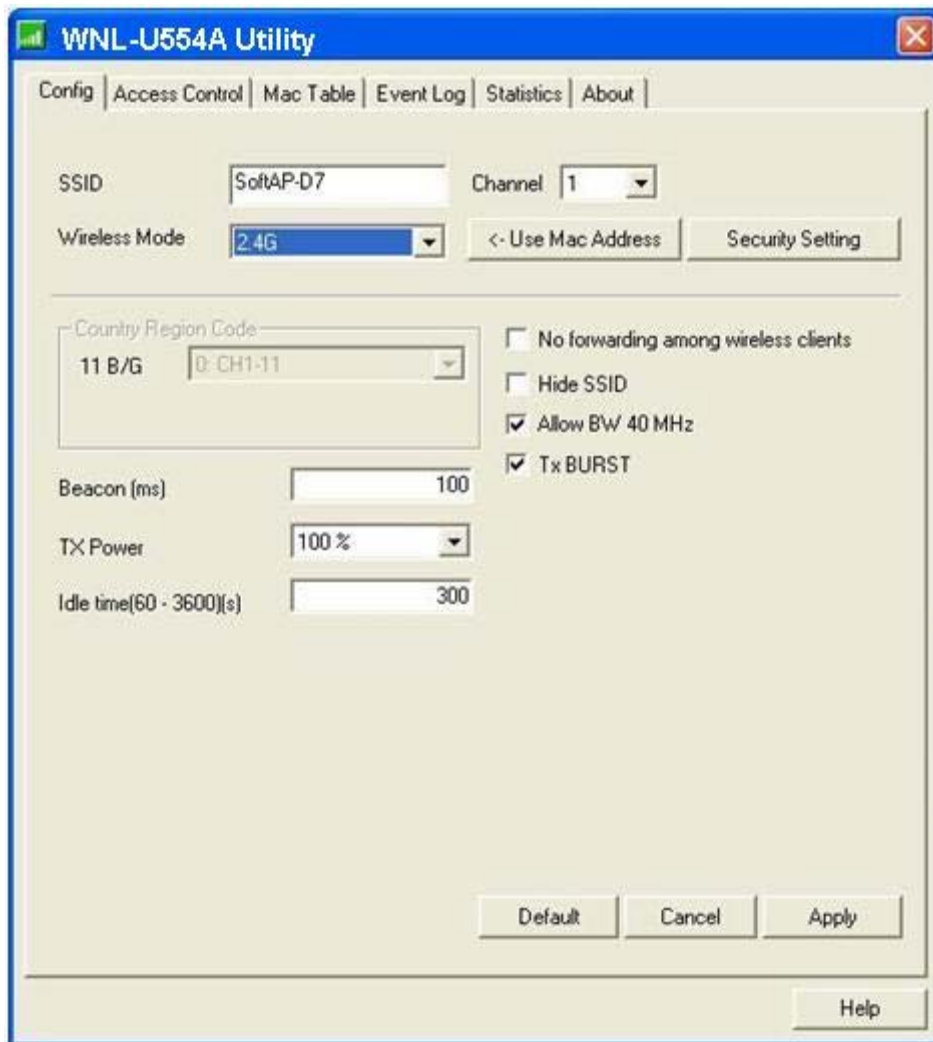 WNL-U554A Utility
Config Access Control Mac Table Event Log Statistics About
SSID SoftAP-D7 Channel 1
Wireless Mode 2.4G <- Use Mac Address Security Setting
Country Region Code
11 B/G 0: CH1-11
No forwarding among wireless clients
Hide SSID
Allow BW 40 MHz
Tx BURST
Beacon (ms) 100
TX Power 100 %
Idle time(60 - 3600)(s) 300
Default Cancel Apply
Help